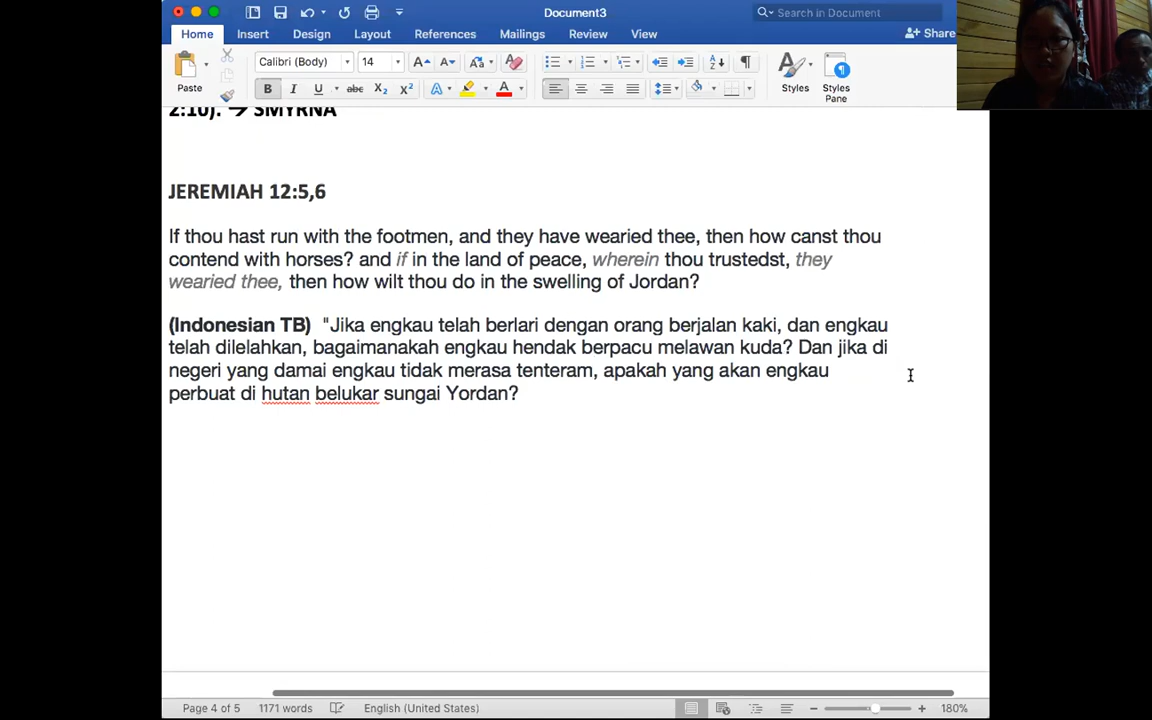 Document3
Search in Document
Home Insert Design Layout References Mailings Review View Share
Paste
Calibri (Body) 14
Styles
Styles Pane
2:10). → SMYRNA
JEREMIAH 12:5,6
If thou hast run with the footmen, and they have wearied thee, then how canst thou
contend with horses? and if in the land of peace, wherein thou trustedst, they
wearied thee, then how wilt thou do in the swelling of Jordan?
(Indonesian TB) "Jika engkau telah berlari dengan orang berjalan kaki, dan engkau
telah dilelahkan, bagaimanakah engkau hendak berpacu melawan kuda? Dan jika di
negeri yang damai engkau tidak merasa tenteram, apakah yang akan engkau
perbuat di hutan belukar sungai Yordan?
Page 4 of 5 1171 words English (United States) 180%